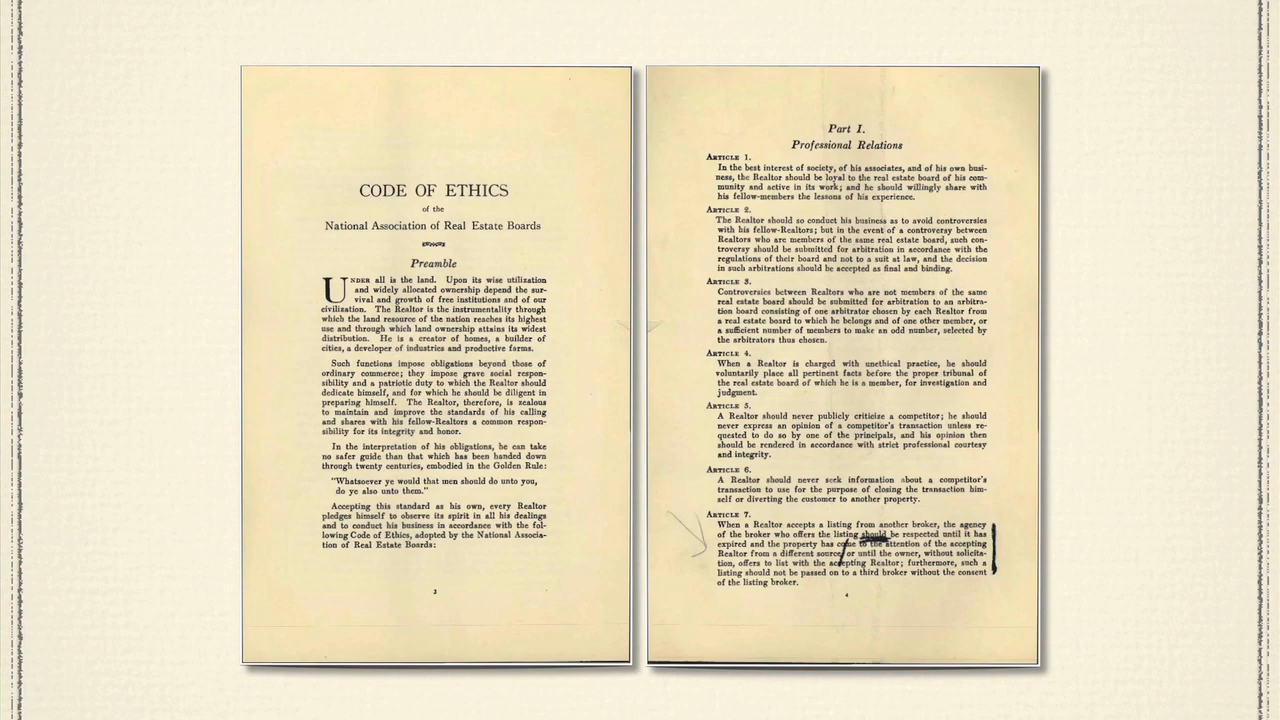 CODE OF ETHICS
of the
National Association of Real Estate Boards
Preamble
UNDER all is the land. Upon its wise utilization
and widely allocated ownership depend the sur-
vival and growth of free institutions and of our
civilization. The Realtor is the instrumentality through
which the land resource of the nation reaches its highest
use and through which land ownership attains its widest
distribution. He is a creator of homes, a builder of
cities, a developer of industries and productive farms.
Such functions impose obligations beyond those of
ordinary commerce; they impose grave social respon-
sibility and a patriotic duty to which the Realtor should
dedicate himself, and for which he should be diligent in
preparing himself. The Realtor, therefore, is zealous
to maintain and improve the standards of his calling
and shares with his fellow-Realtors a common respon-
sibility for its integrity and honor.
In the interpretation of his obligations, he can take
no safer guide than that which has been handed down
through twenty centuries, embodied in the Golden Rule:
"Whatsoever ye would that men should do unto you,
do ye also unto them."
Accepting this standard as his own, every Realtor
pledges himself to observe its spirit in all his dealings
and to conduct his business in accordance with the fol-
lowing Code of Ethics, adopted by the National Associa-
tion of Real Estate Boards:
3
Part I.
Professional Relations
ARTICLE 1.
In the best interest of society, of his associates, and of his own busi-
ness, the Realtor should be loyal to the real estate board of his com-
munity and active in its work; and he should willingly share with
his fellow-members the lessons of his experience.
ARTICLE 2.
The Realtor should so conduct his business as to avoid controversies
with his fellow-Realtors; but in the event of a controversy between
Realtors who are members of the same real estate board, such con-
troversy should be submitted for arbitration in accordance with the
regulations of their board and not to a suit at law, and the decision
in such arbitrations should be accepted as final and binding.
ARTICLE 3.
Controversies between Realtors who are not members of the same
real estate board should be submitted for arbitration to an arbitra-
tion board consisting of one arbitrator chosen by each Realtor from
a real estate board to which he belongs and of one other member, or
a sufficient number of members to make an odd number, selected by
the arbitrators thus chosen.
ARTICLE 4.
When a Realtor is charged with unethical practice, he should
voluntarily place all pertinent facts before the proper tribunal of
the real estate board of which he is a member, for investigation and
judgment.
ARTICLE 5.
A Realtor should never publicly criticize a competitor; he should
never express an opinion of a competitor's transaction unless re-
quested to do so by one of the principals, and his opinion then
should be rendered in accordance with strict professional courtesy
and integrity.
ARTICLE 6.
A Realtor should never seek information about a competitor's
transaction to use for the purpose of closing the transaction him-
self or diverting the customer to another property.
ARTICLE 7.
When a Realtor accepts a listing from another broker, the agency
of the broker who offers the listing should be respected until it has
expired and the property has come to the attention of the accepting
Realtor from a different source, or until the owner, without solicita-
tion, offers to list with the accepting Realtor; furthermore, such a
listing should not be passed on to a third broker without the consent
of the listing broker.
4